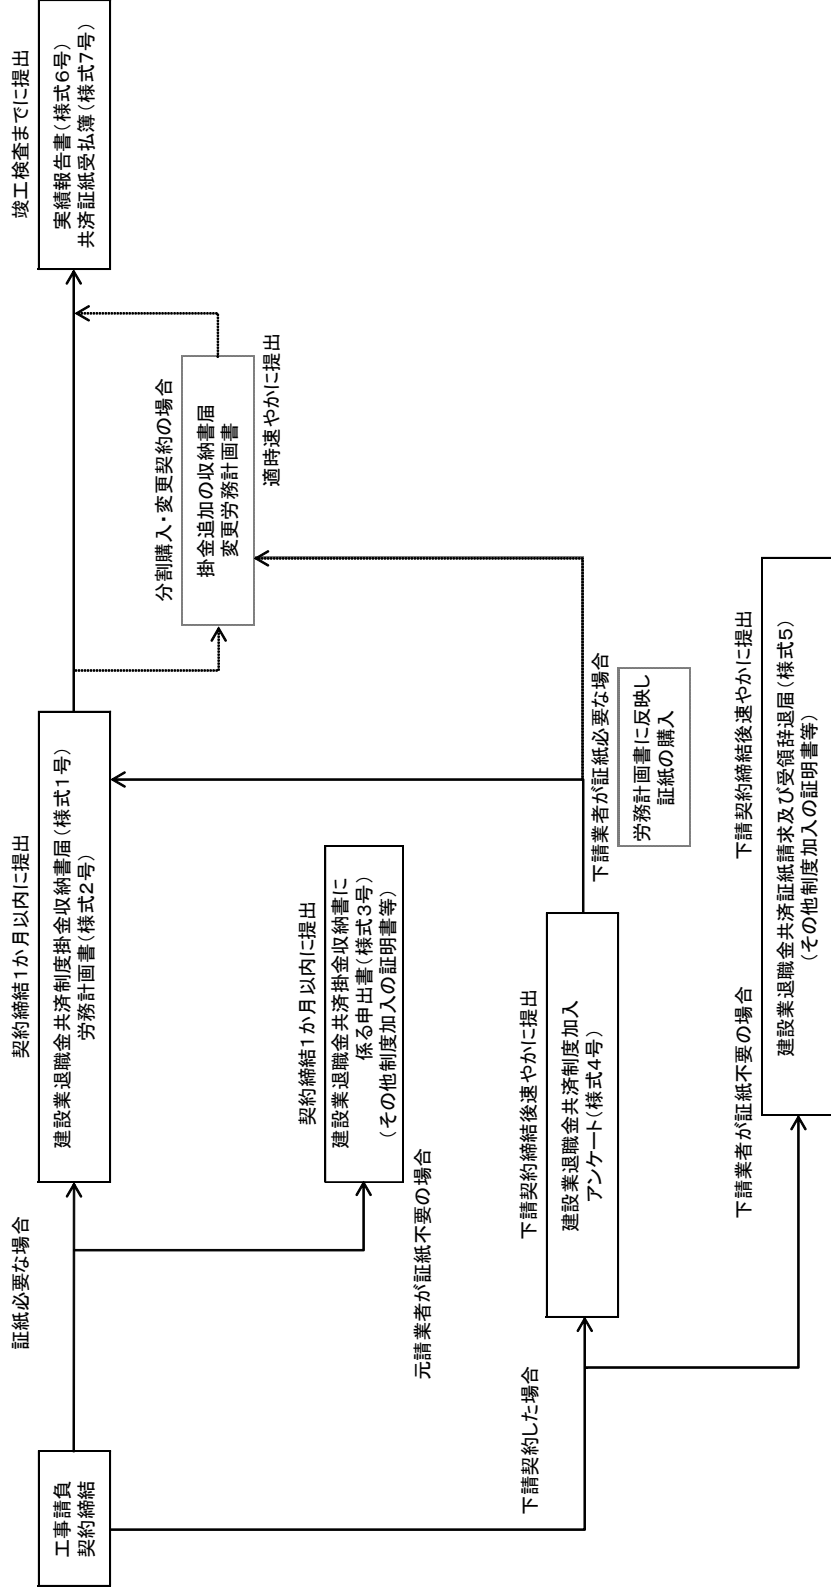 工事請負
契約締結
証紙必要な場合
契約締結1か月以内に提出
建設業退職金共済制度掛金収納書届(様式1号)
労務計画書(様式2号)
竣工検査までに提出
実績報告書(様式6号)
共済証紙受払簿(様式7号)
分割購入・変更契約の場合
掛金追加の収納書届
変更労務計画書
適時速やかに提出
契約締結1か月以内に提出
建設業退職金共済掛金収納書に
係る申出書(様式3号)
(その他制度加入の証明書等)
元請業者が証紙不要の場合
下請契約した場合
下請契約締結後速やかに提出
建設業退職金共済制度加入
アンケート(様式4号)
下請業者が証紙必要な場合
労務計画書に反映し
証紙の購入
下請業者が証紙不要の場合
下請契約締結後速やかに提出
建設業退職金共済証紙請求及び受領辞退届(様式5)
(その他制度加入の証明書等)